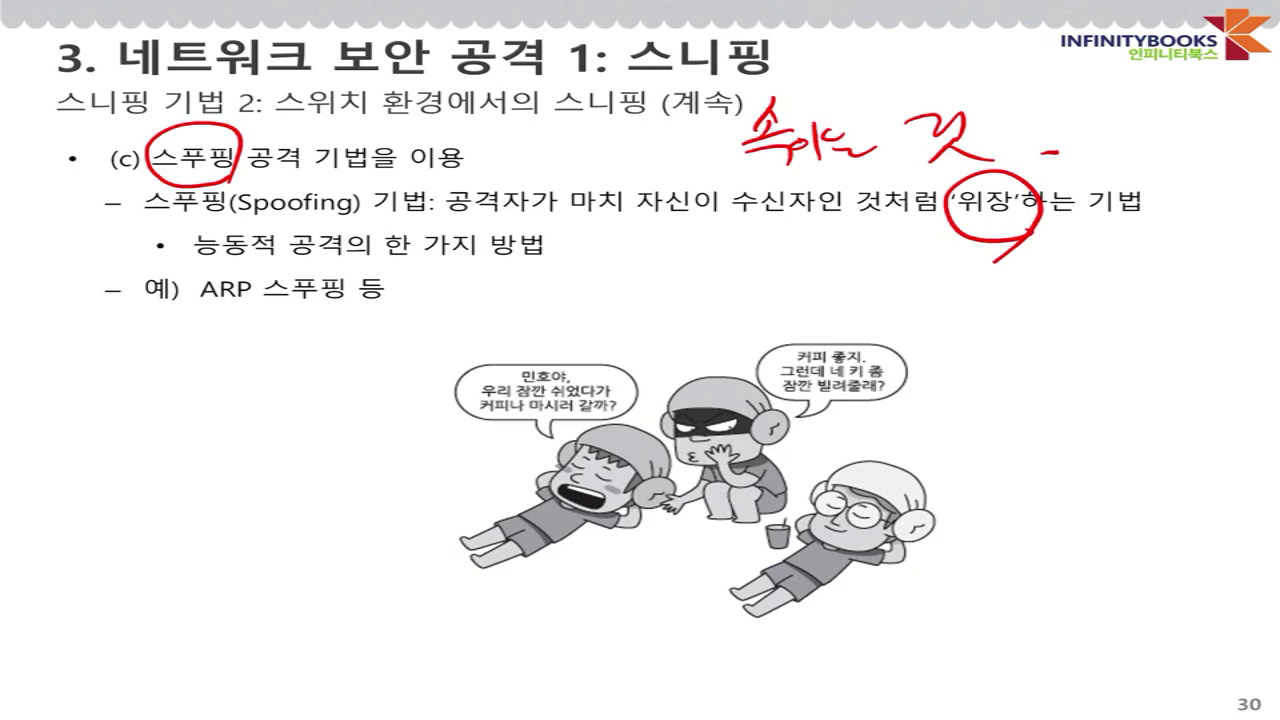 INFINITYBOOKS
인피니티북스
3. 네트워크 보안 공격 1: 스니핑
스니핑 기법 2: 스위치 환경에서의 스니핑 (계속)
속이는 것.
• (c) 스푸핑 공격 기법을 이용
– 스푸핑(Spoofing) 기법: 공격자가 마치 자신이 수신자인 것처럼 ‘위장’하는 기법
• 능동적 공격의 한 가지 방법
– 예) ARP 스푸핑 등
민호야,
우리 잠깐 쉬었다가
커피나 마시러 갈까?
커피 좋지.
그런데 네 키 좀
잠깐 빌려줄래?
30